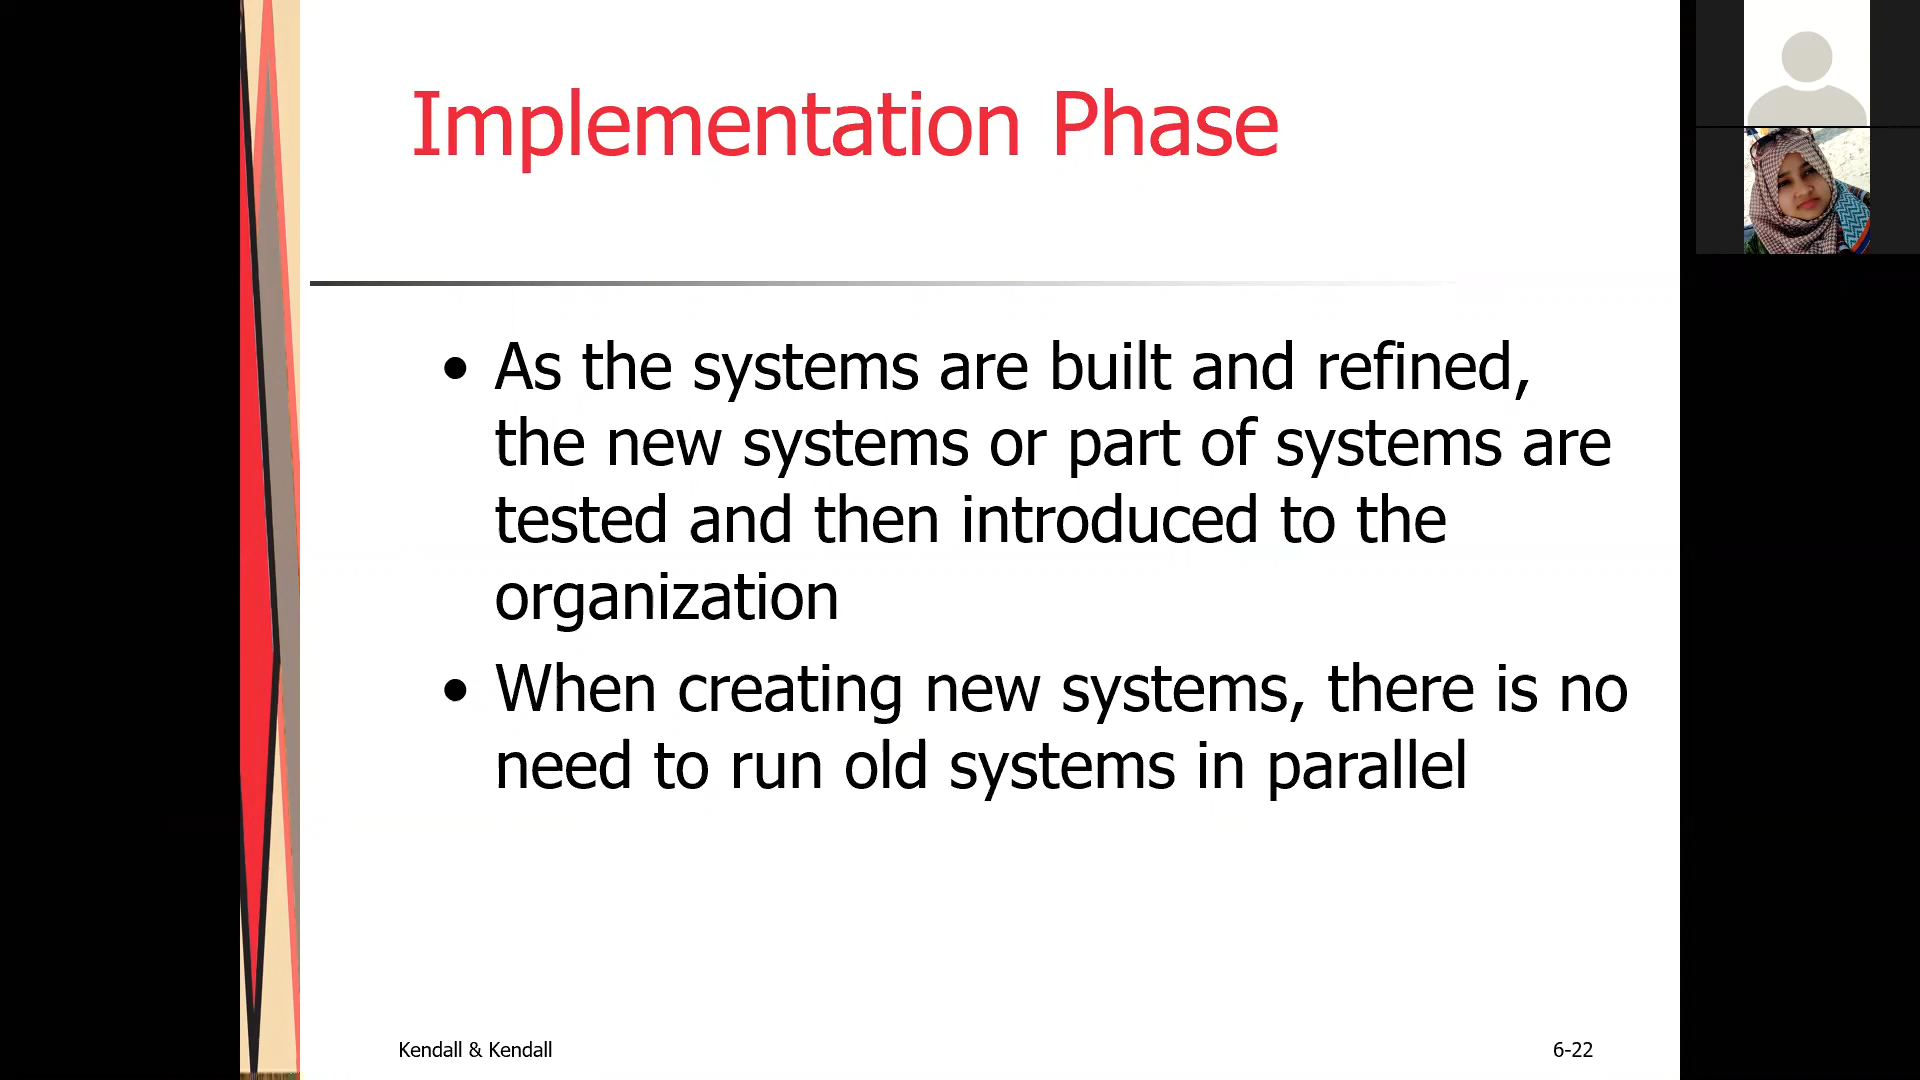 Implementation Phase
• As the systems are built and refined,
the new systems or part of systems are
tested and then introduced to the
organization
• When creating new systems, there is no
need to run old systems in parallel
Kendall & Kendall
6-22